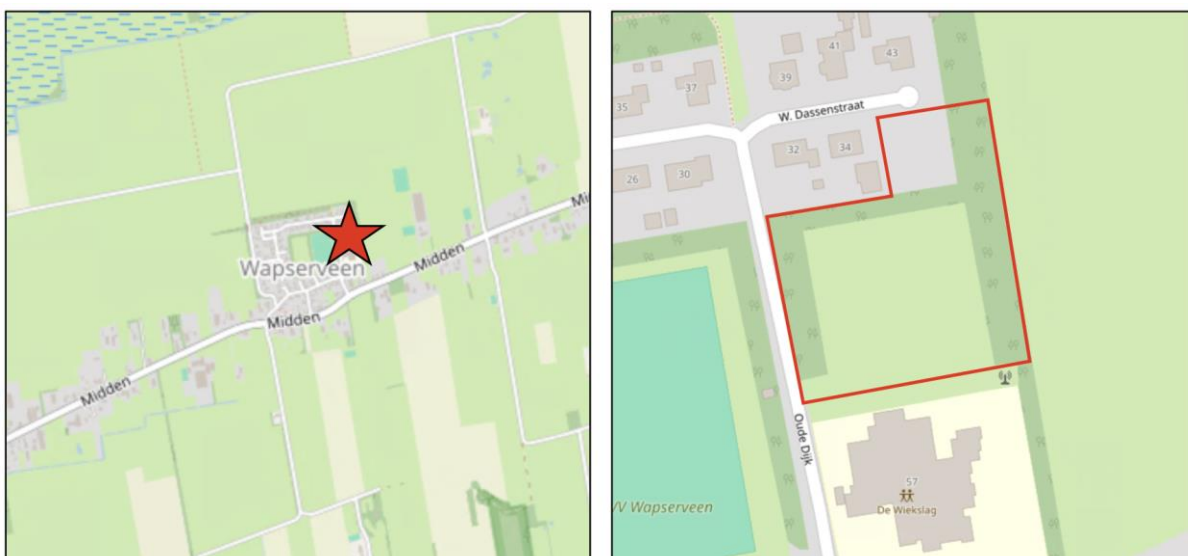 Wapserveen
Midden
Midden
Midden
Mi
41
43
39
37
35
W. Dassenstraat
32
34
26
30
Oude Dijk
VV Wapserveen
57
De Wiekslag